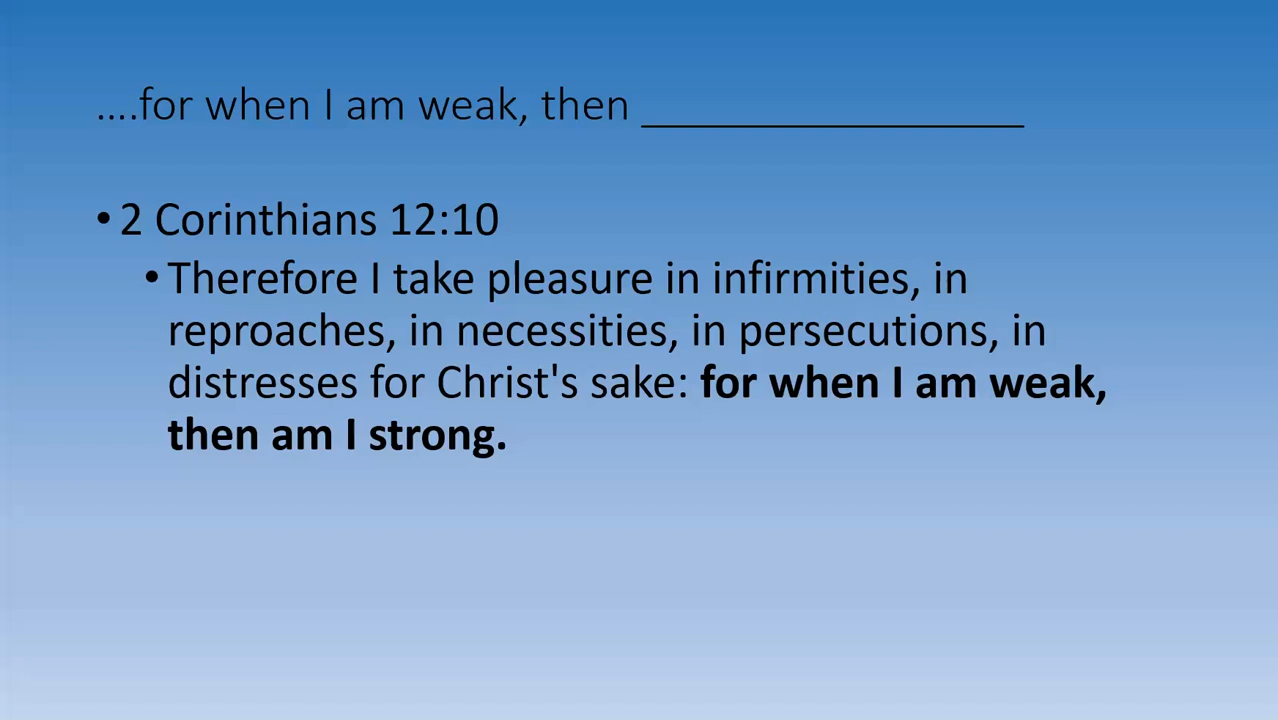 ....for when I am weak, then _________________
• 2 Corinthians 12:10
• Therefore I take pleasure in infirmities, in
reproaches, in necessities, in persecutions, in
distresses for Christ's sake: for when I am weak,
then am I strong.